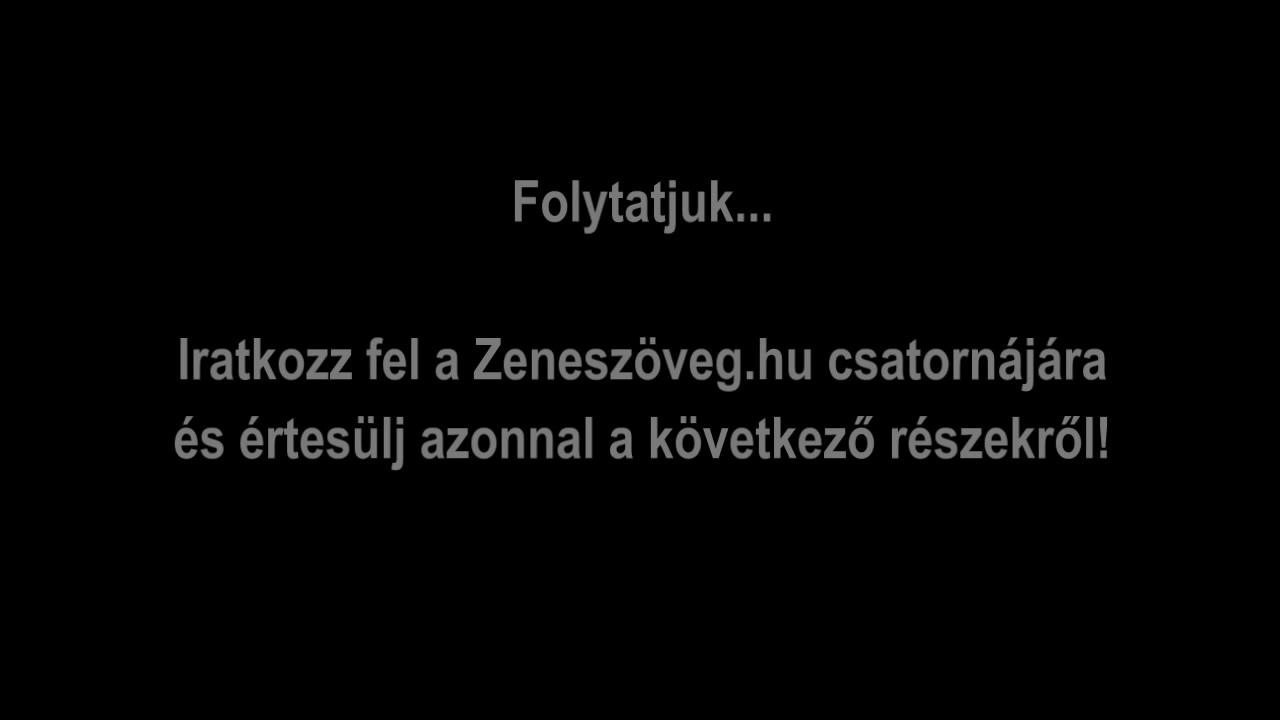 Folytatjuk...
Iratkozz fel a Zeneszöveg.hu csatornájára
és értesülj azonnal a következő részekről!